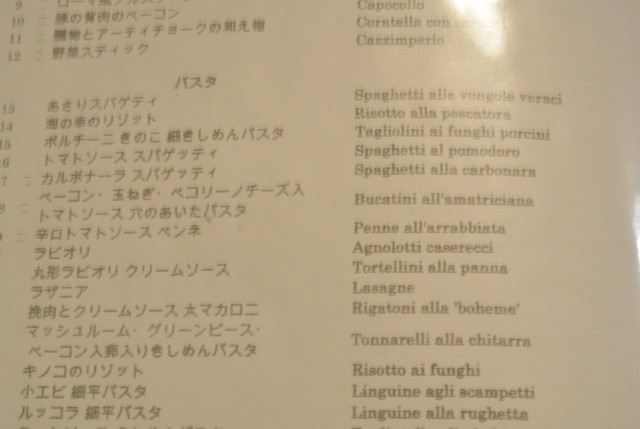 9 ローマ風 Capocollo
10 □ 豚の背肉のベーコン Coratella con
11 □ 臓物とアーティチョークの和え物 Cazzimperio
12 □ 野菜スティック
パスタ
13 あさりスパゲティ Spaghetti alle vongole veraci
14 海の幸のリゾット Risotto alla pescatora
15 ポルチーニ きのこ 細きしめんパスタ Tagliolini ai funghi porcini
6 トマトソース スパゲッティ Spaghetti al pomodoro
7 □ カルボナーラ スパゲッティ Spaghetti alla carbonara
ベーコン・玉ねぎ・ペコリーノチーズ入
8 □ トマトソース 穴のあいたパスタ Bucatini all'amatriciana
□ 辛口トマトソース ペンネ Penne all'arrabbiata
ラビオリ Agnolotti caserecci
丸形ラビオリ クリームソース Tortellini alla panna
ラザニア Lasagne
挽肉とクリームソース 太マカロニ Rigatoni alla 'boheme'
マッシュルーム・グリーンピース・
ベーコン入卵入りきしめんパスタ Tonnarelli alla chitarra
キノコのリゾット Risotto ai funghi
小エビ 細平パスタ Linguine agli scampetti
ルッコラ 細平パスタ Linguine alla rughetta